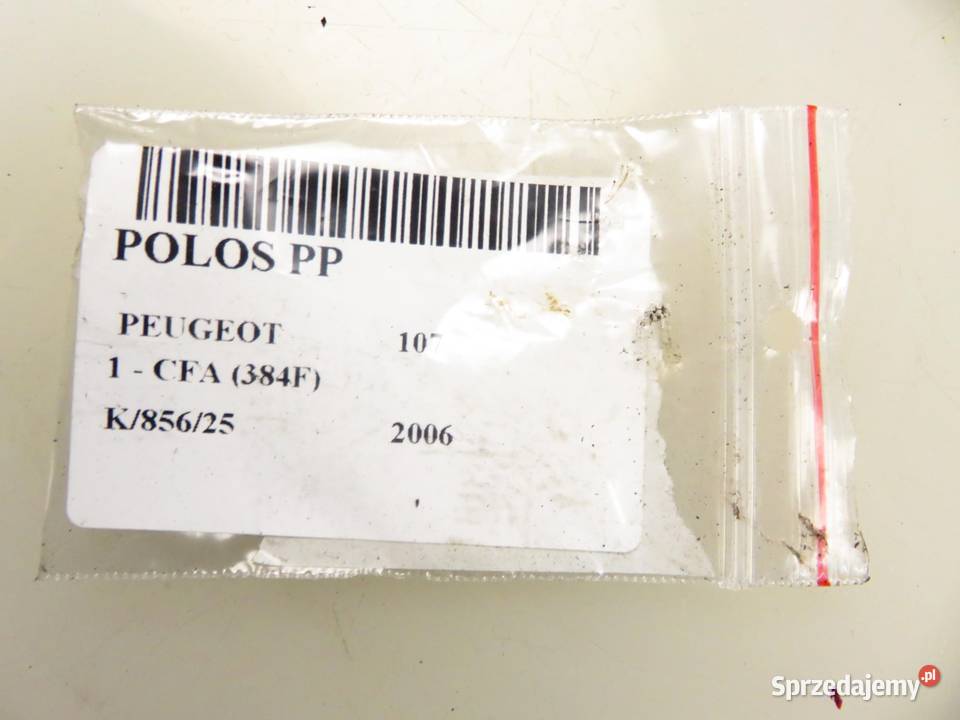 POLOS PP
PEUGEOT 107
1 - CFA (384F)
K/856/25 2006
Sprzedajemy.pl